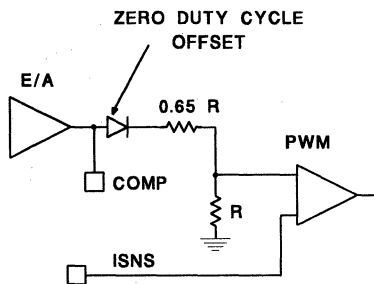 ZERO DUTY CYCLE
OFFSET
E/A
0.65 R
PWM
COMP
R
ISNS